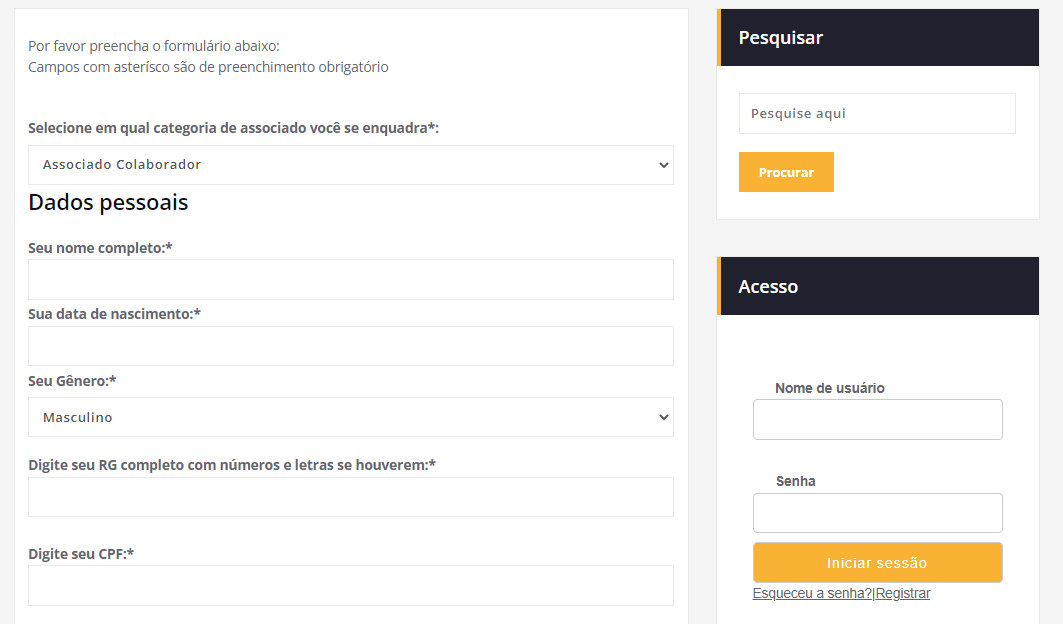 Por favor preencha o formulário abaixo:
Campos com asterísco são de preenchimento obrigatório
Selecione em qual categoria de associado você se enquadra*:
Associado Colaborador
Dados pessoais
Seu nome completo:*
Sua data de nascimento:*
Seu Gênero:*
Masculino
Digite seu RG completo com números e letras se houverem:*
Digite seu CPF:*
Pesquisar
Pesquise aqui
Procurar
Acesso
Nome de usuário
Senha
Iniciar sessão
Esqueceu a senha?|Registrar